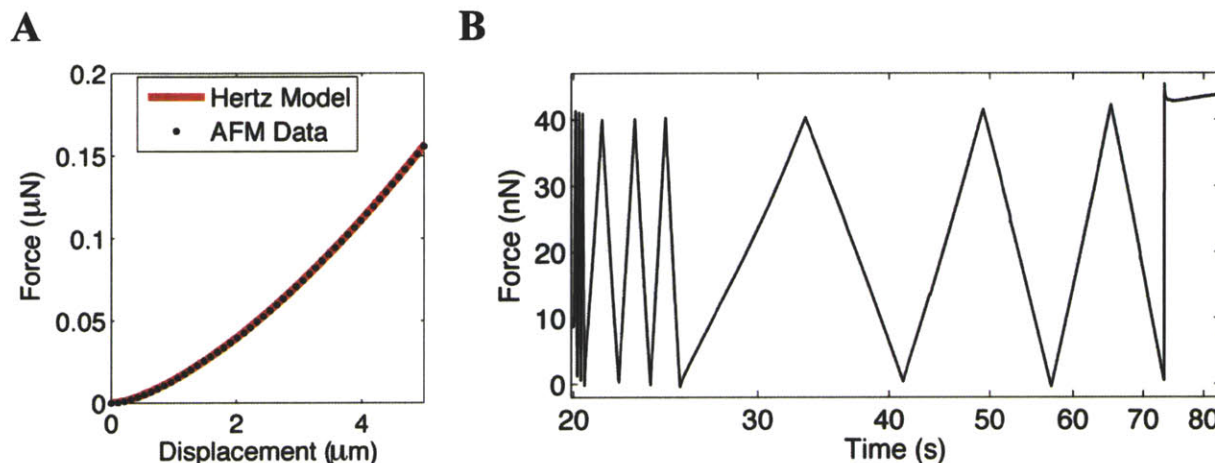 A
B
0.2
0.15
0.1
0.05
0
Force (μN)
Hertz Model
AFM Data
0 2 4
Displacement (μm)
40
30
20
10
0
Force (nN)
20 30 40 50 60 70 80
Time (s)